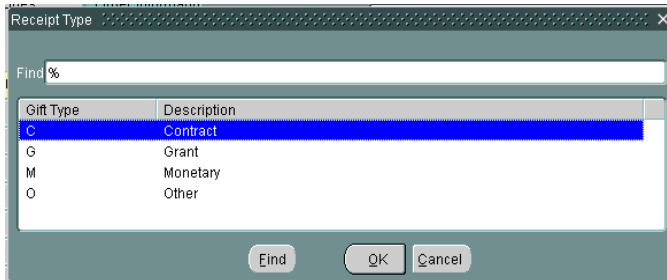 Receipt Type
Find %
Gift Type Description
C Contract
G Grant
M Monetary
O Other
Find OK Cancel